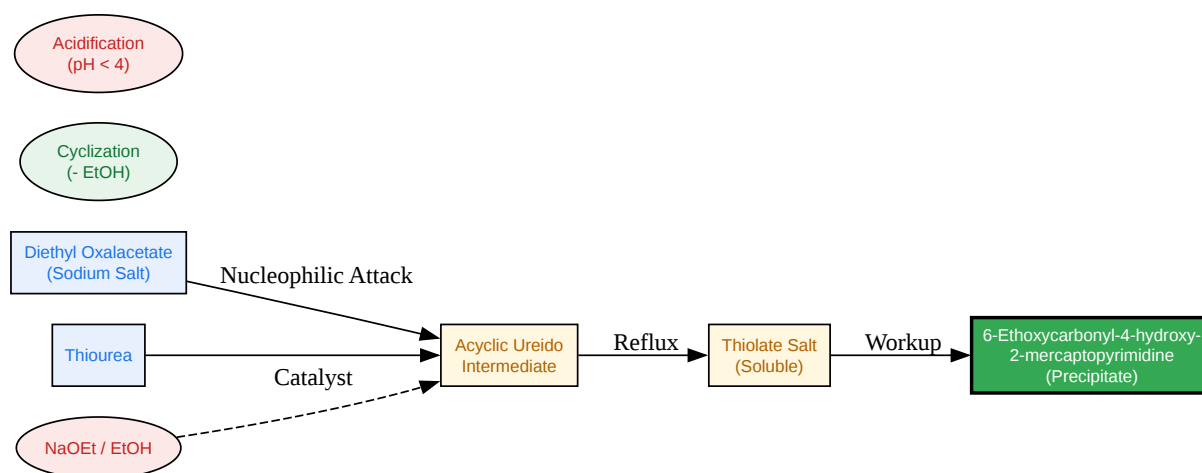 Acidification
(pH < 4)
Cyclization
(- EtOH)
Diethyl Oxalacetate
(Sodium Salt)
Nucleophilic Attack
Thiourea
Catalyst
NaOEt / EtOH
Acyclic Ureido
Intermediate
Reflux
Thiolate Salt
(Soluble)
Workup
6-Ethoxycarbonyl-4-hydroxy-
2-mercaptopyrimidine
(Precipitate)